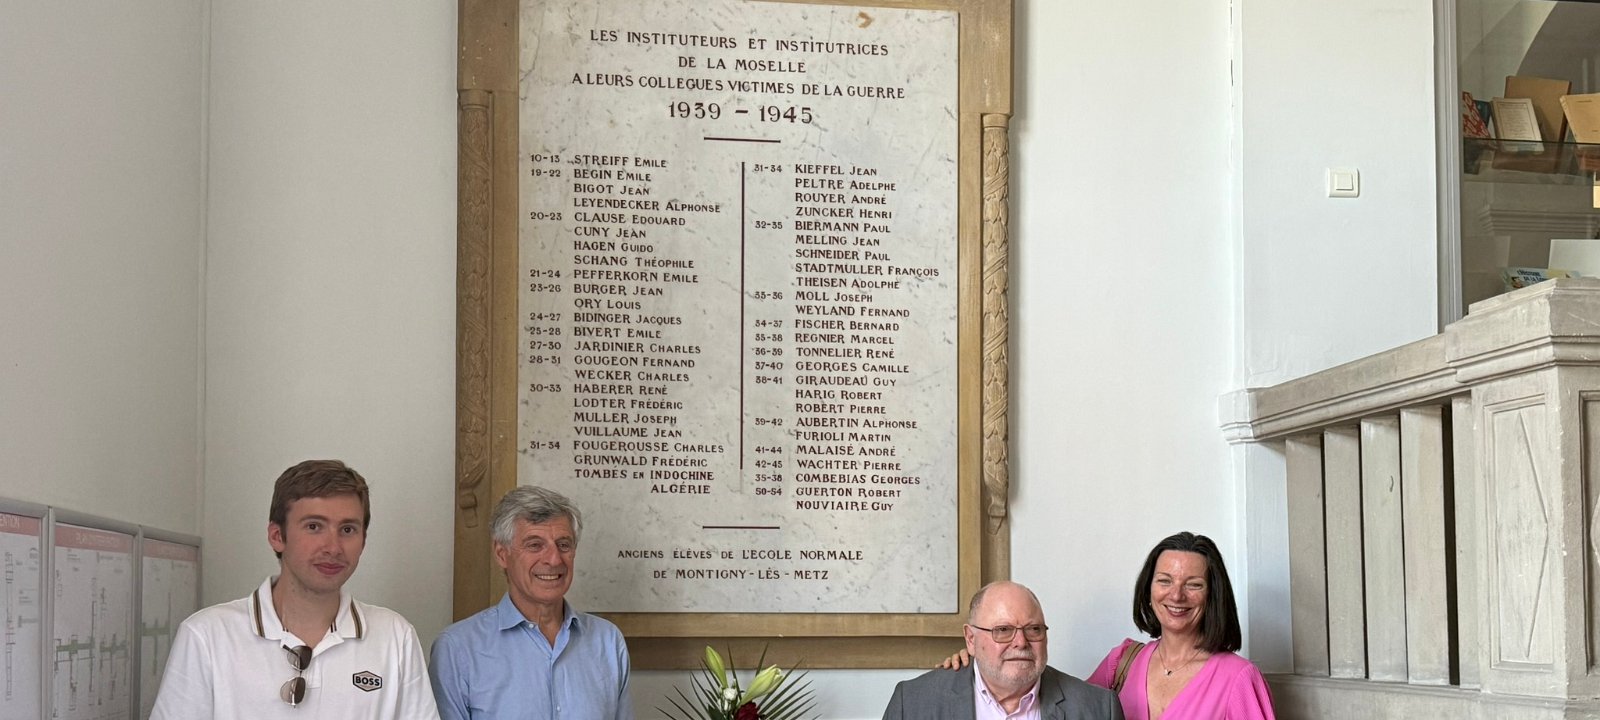 LES INSTITUTEURS ET INSTITUTRICES
DE LA MOSELLE
A LEURS COLLEGUES VICTIMES DE LA GUERRE
1939 - 1945
10-13 STREIFF EMILE
19-22 BEGIN EMILE
BIGOT JEAN
LEYENDECKER ALPHONSE
20-23 CLAUSE EDOUARD
CUNY JEAN
HAGEN GUIDO
SCHANG THÉOPHILE
21-24 PEFFERKORN EMILE
23-26 BURGER JEAN
ORY LOUIS
24-27 BIDINGER JACQUES
25-28 BIVERT EMILE
27-30 JARDINIER CHARLES
28-31 GOUGEON FERNAND
WECKER CHARLES
30-33 HABERER RENÉ
LODTER FRÉDÉRIC
MULLER JOSEPH
VUILLAUME JEAN
31-34 FOUGEROUSSE CHARLES
GRUNWALD FRÉDÉRIC
TOMBÉS EN INDOCHINE
ALGÉRIE
31-34 KIEFFEL JEAN
PELTRE ADELPHE
ROUYER ANDRÉ
ZUNCKER HENRI
32-35 BIERMANN PAUL
MELLING JEAN
SCHNEIDER PAUL
STADTMULLER FRANÇOIS
THEISEN ADOLPHE
33-36 MOLL JOSEPH
WEYLAND FERNAND
34-37 FISCHER BERNARD
35-38 REGNIER MARCEL
36-39 TONNELIER RENÉ
37-40 GEORGES CAMILLE
38-41 GIRAUDEAU GUY
HARIG ROBERT
ROBERT PIERRE
39-42 AUBERTIN ALPHONSE
FURIOLI MARTIN
41-44 MALAISÉ ANDRÉ
42-45 WACHTER PIERRE
35-38 COMBEBIAS GEORGES
50-54 GUERTON ROBERT
NOUVIAIRE GUY
ANCIENS ÉLÈVES DE L'ECOLE NORMALE
DE MONTIGNY-LÈS-METZ
BOSS